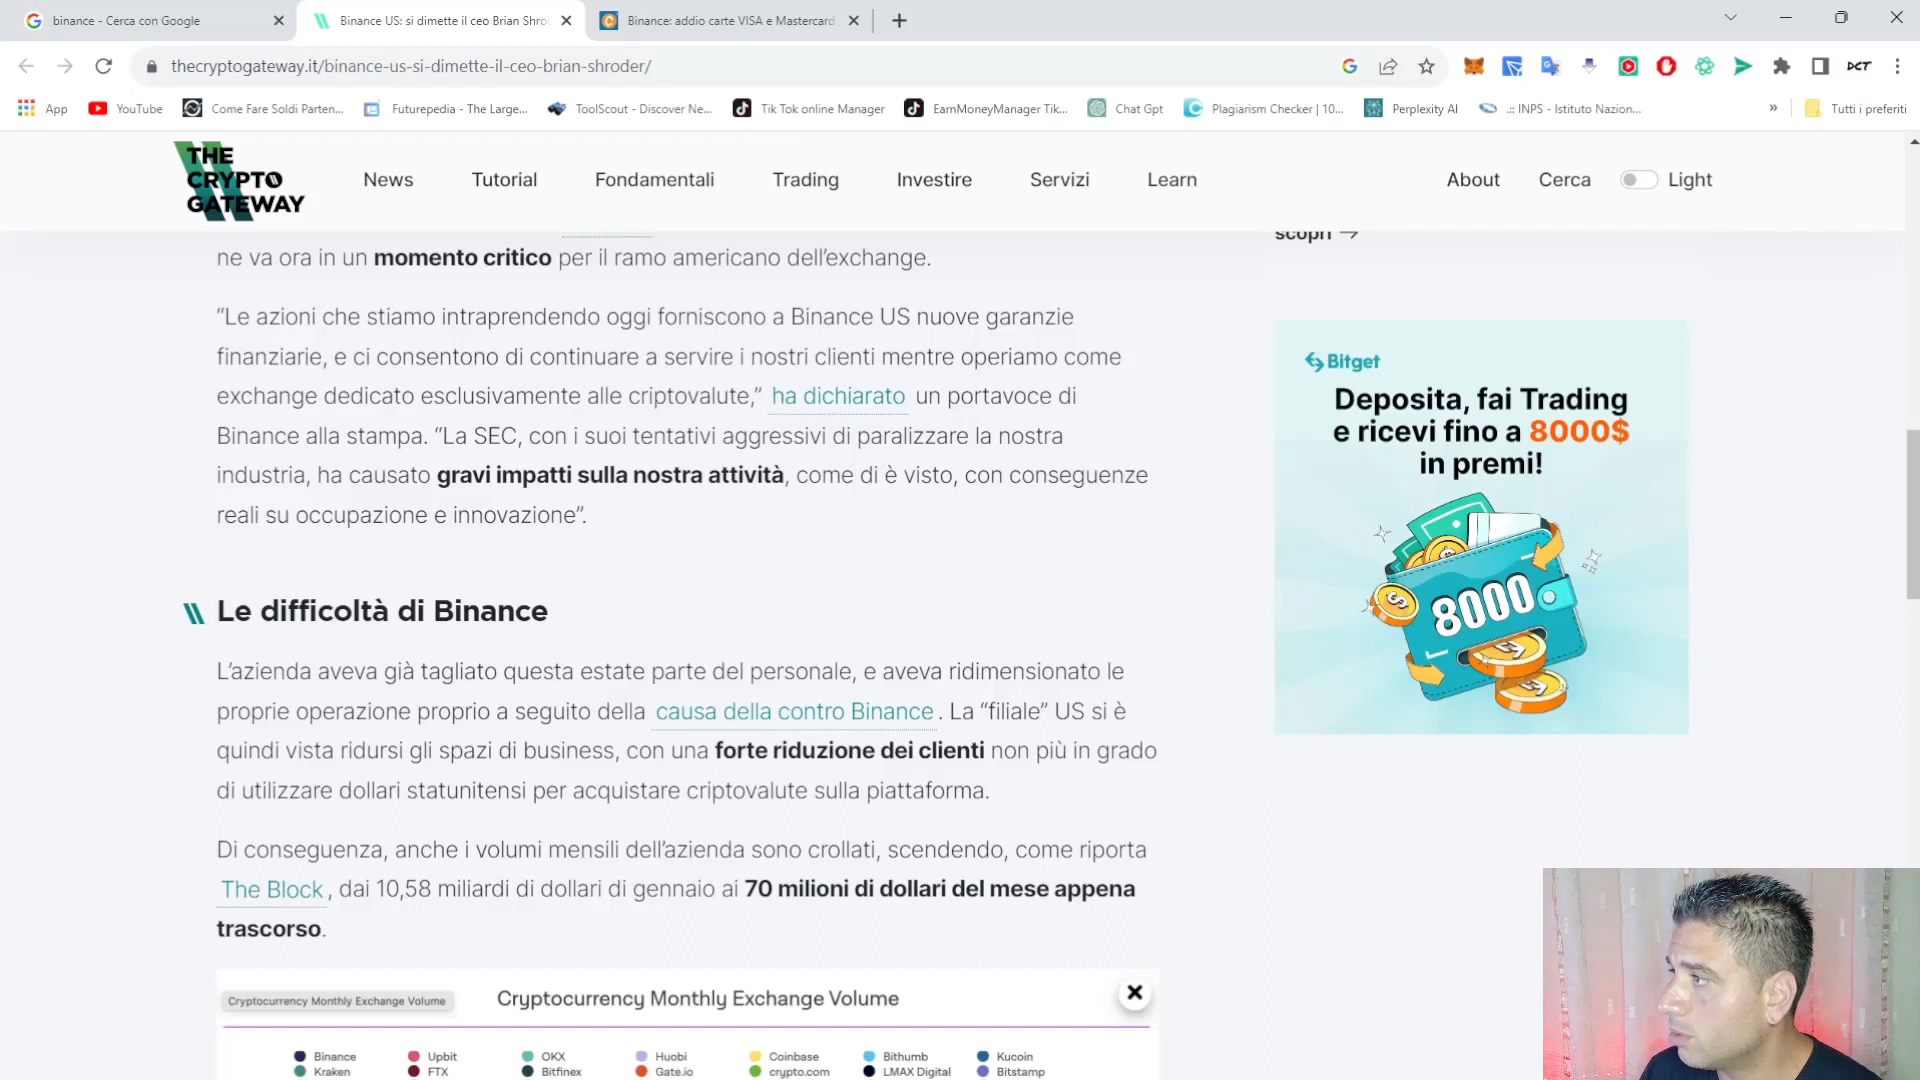 binance - Cerca con Google
Binance US: si dimette il ceo Brian Shro
Binance: addio carte VISA e Mastercard
thecryptogateway.it/binance-us-si-dimette-il-ceo-brian-shroder/
DCT
App
YouTube
Come Fare Soldi Parten...
Futurepedia - The Large...
ToolScout - Discover Ne...
Tik Tok online Manager
EarnMoneyManager Tik...
Chat Gpt
Plagiarism Checker | 10...
Perplexity AI
.:: INPS - Istituto Nazion...
»
Tutti i preferiti
THE
CRYPTO
GATEWAY
News
Tutorial
Fondamentali
Trading
Investire
Servizi
Learn
About
Cerca
Light
scopri →
ne va ora in un momento critico per il ramo americano dell’exchange.
“Le azioni che stiamo intraprendendo oggi forniscono a Binance US nuove garanzie
finanziarie, e ci consentono di continuare a servire i nostri clienti mentre operiamo come
exchange dedicato esclusivamente alle criptovalute,” ha dichiarato un portavoce di
Binance alla stampa. “La SEC, con i suoi tentativi aggressivi di paralizzare la nostra
industria, ha causato gravi impatti sulla nostra attività, come di è visto, con conseguenze
reali su occupazione e innovazione”.
Le difficoltà di Binance
L’azienda aveva già tagliato questa estate parte del personale, e aveva ridimensionato le
proprie operazione proprio a seguito della causa della contro Binance. La “filiale” US si è
quindi vista ridursi gli spazi di business, con una forte riduzione dei clienti non più in grado
di utilizzare dollari statunitensi per acquistare criptovalute sulla piattaforma.
Di conseguenza, anche i volumi mensili dell’azienda sono crollati, scendendo, come riporta
The Block, dai 10,58 miliardi di dollari di gennaio ai 70 milioni di dollari del mese appena
trascorso.
Bitget
Deposita, fai Trading
e ricevi fino a 8000$
in premi!
8000
Cryptocurrency Monthly Exchange Volume
Cryptocurrency Monthly Exchange Volume
Binance
Upbit
OKX
Huobi
Coinbase
Bithumb
Kucoin
Kraken
FTX
Bitfinex
Gate.io
crypto.com
LMAX Digital
Bitstamp